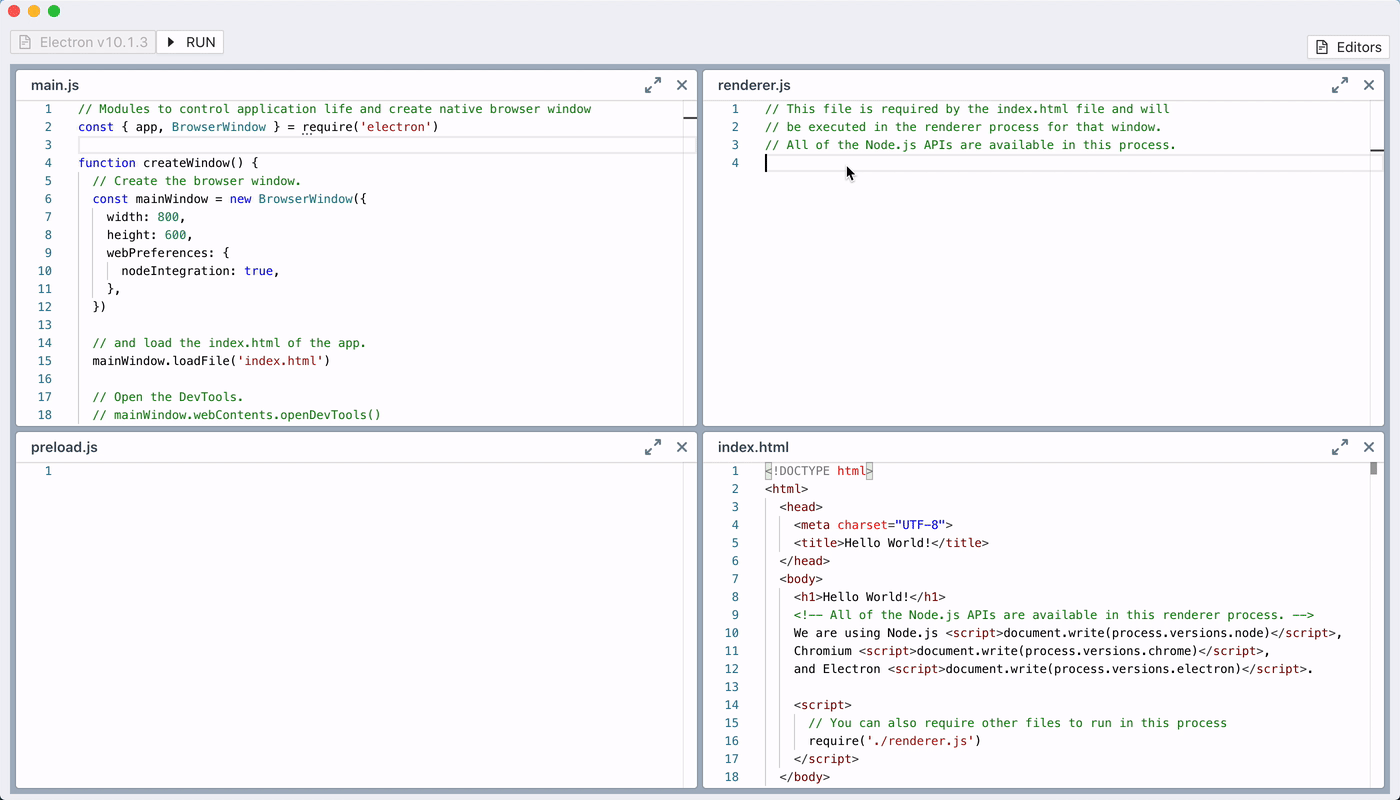 Electron v10.1.3
RUN
Editors
main.js
1 // Modules to control application life and create native browser window
2 const { app, BrowserWindow } = require('electron')
3
4 function createWindow() {
5 // Create the browser window.
6 const mainWindow = new BrowserWindow({
7 width: 800,
8 height: 600,
9 webPreferences: {
10 nodeIntegration: true,
11 },
12 })
13
14 // and load the index.html of the app.
15 mainWindow.loadFile('index.html')
16
17 // Open the DevTools.
18 // mainWindow.webContents.openDevTools()
renderer.js
1 // This file is required by the index.html file and will
2 // be executed in the renderer process for that window.
3 // All of the Node.js APIs are available in this process.
4
preload.js
1
index.html
1 <!DOCTYPE html>
2 <html>
3 <head>
4 <meta charset="UTF-8">
5 <title>Hello World!</title>
6 </head>
7 <body>
8 <h1>Hello World!</h1>
9 <!-- All of the Node.js APIs are available in this renderer process. -->
10 We are using Node.js <script>document.write(process.versions.node)</script>,
11 Chromium <script>document.write(process.versions.chrome)</script>,
12 and Electron <script>document.write(process.versions.electron)</script>.
13
14 <script>
15 // You can also require other files to run in this process
16 require('./renderer.js')
17 </script>
18 </body>